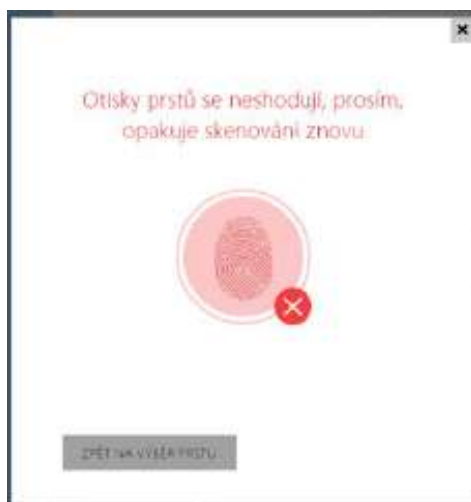 Otisky prstů se neshodují, prosím,
opakuje skenování znovu
ZPĚT NA VÝBĚR PRSTU